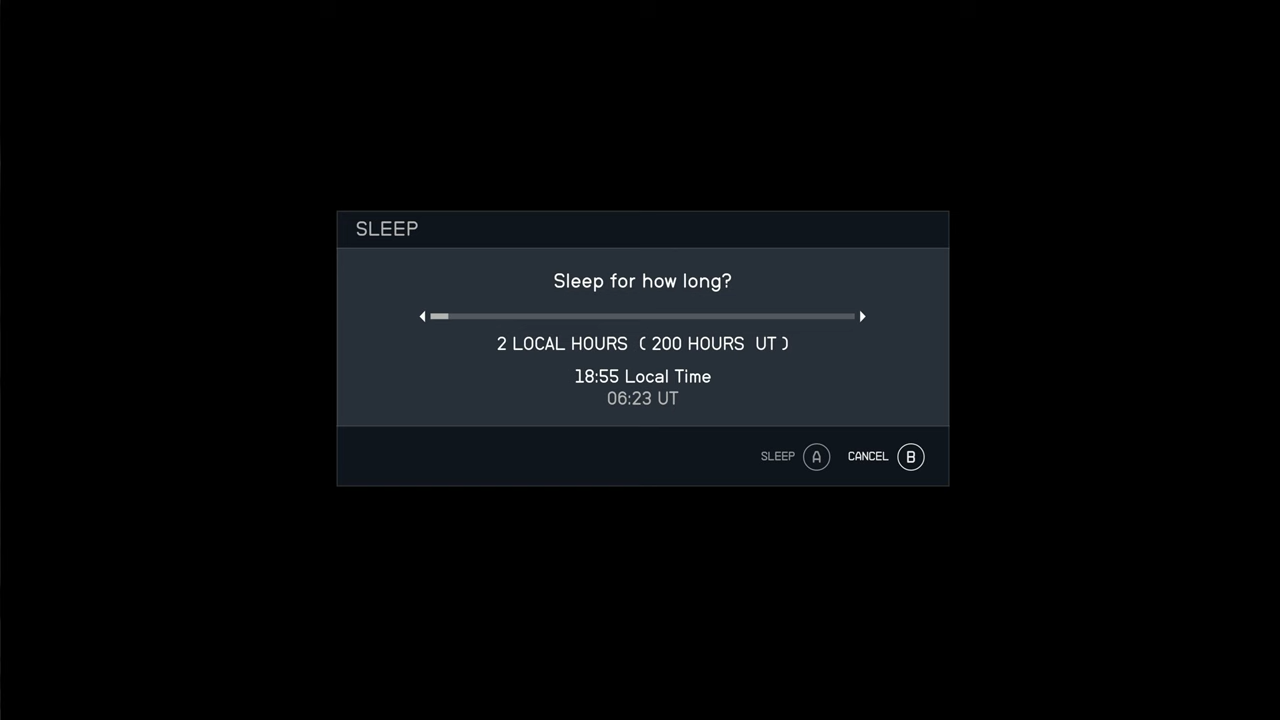 SLEEP
Sleep for how long?
2 LOCAL HOURS ( 200 HOURS UT )
18:55 Local Time
06:23 UT
SLEEP A CANCEL B